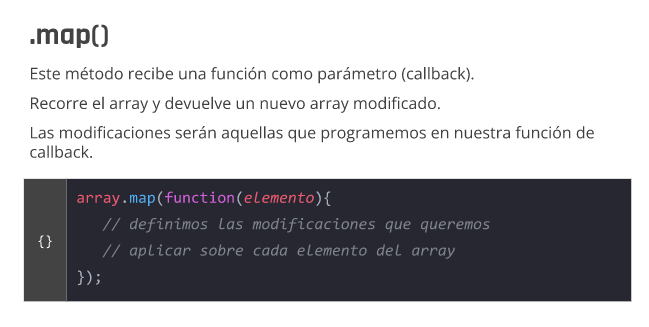 .map()
Este método recibe una función como parámetro (callback).
Recorre el array y devuelve un nuevo array modificado.
Las modificaciones serán aquellas que programemos en nuestra función de
callback.
{}
array.map(function(elemento){
// definimos las modificaciones que queremos
// aplicar sobre cada elemento del array
});